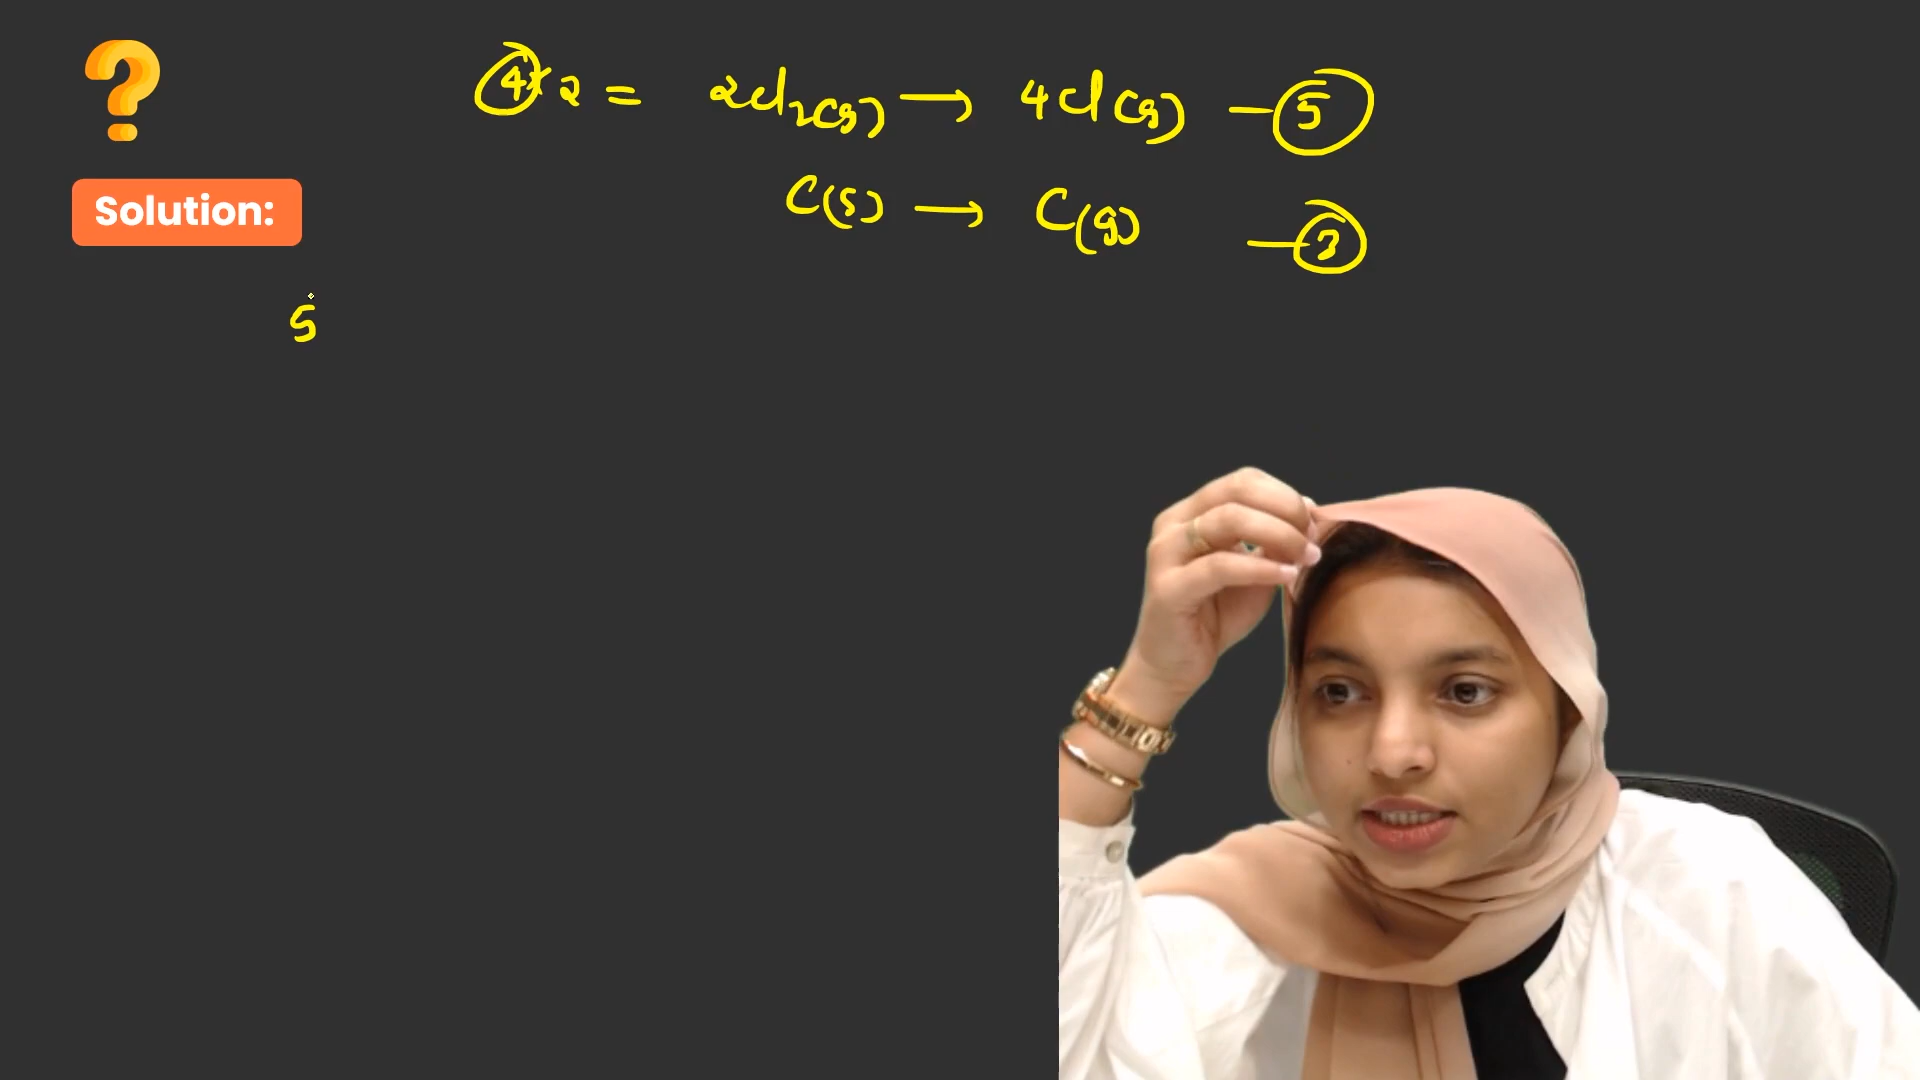 ④ × 2 = 2Cl₂(g) → 4Cl(g) — ⑤
C(s) → C(g) — ③
Solution:
5